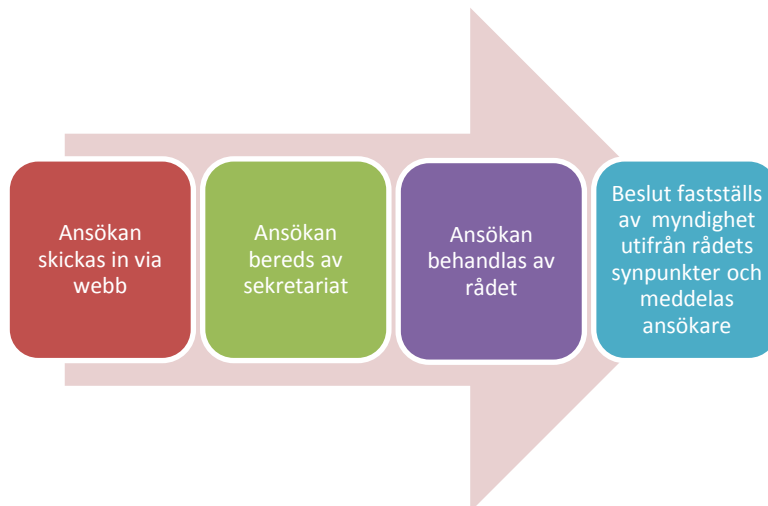 Ansökan
skickas in via
webb
Ansökan
bereds av
sekretariat
Ansökan
behandlas av
rådet
Beslut fastställs
av myndighet
utifrån rådets
synpunkter och
meddelas
ansökare